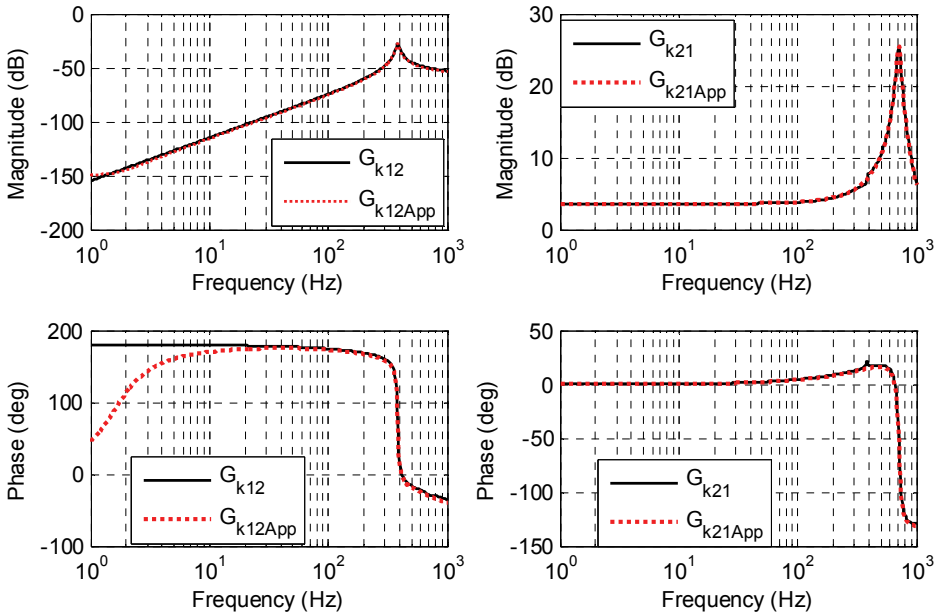 0
-50
-100
-150
-200
Magnitude (dB)
G_k12
G_k12App
10^0
10^1
10^2
10^3
Frequency (Hz)
30
20
10
0
Magnitude (dB)
G_k21
G_k21App
10^0
10^1
10^2
10^3
Frequency (Hz)
200
100
0
-100
Phase (deg)
G_k12
G_k12App
10^0
10^1
10^2
10^3
Frequency (Hz)
50
0
-50
-100
-150
Phase (deg)
G_k21
G_k21App
10^0
10^1
10^2
10^3
Frequency (Hz)